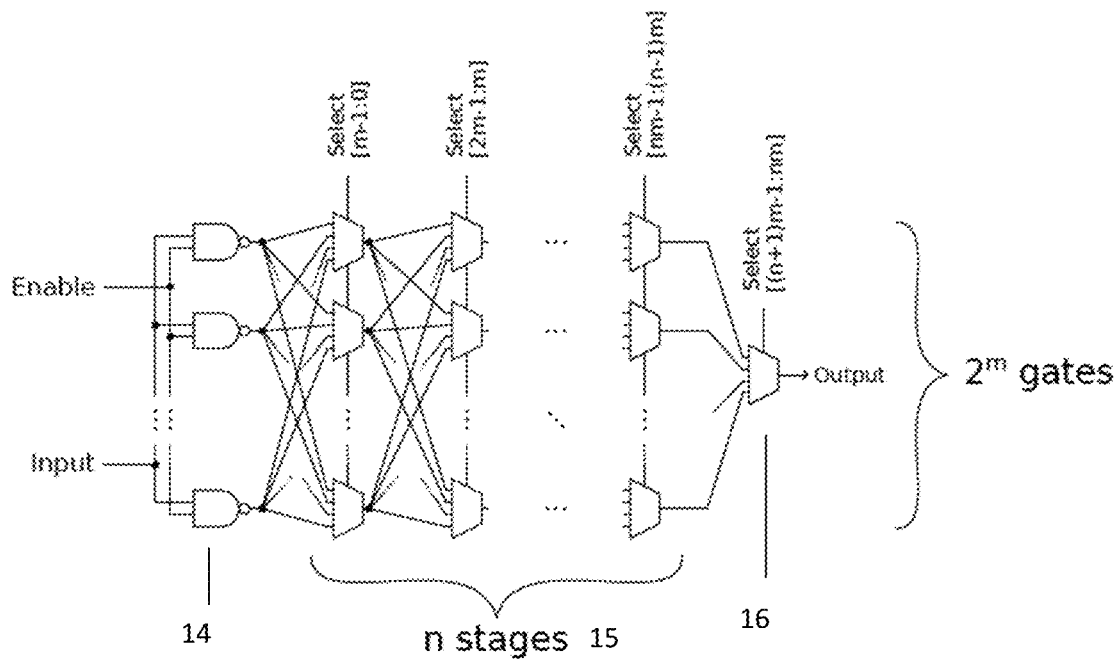 Select
[m-1:0]
Select
[2m-1:m]
Select
[nm-1:(n-1)m]
Select
[(n+1)m-1:nm]
Enable
Input
Output
2^m gates
14
n stages 15
16